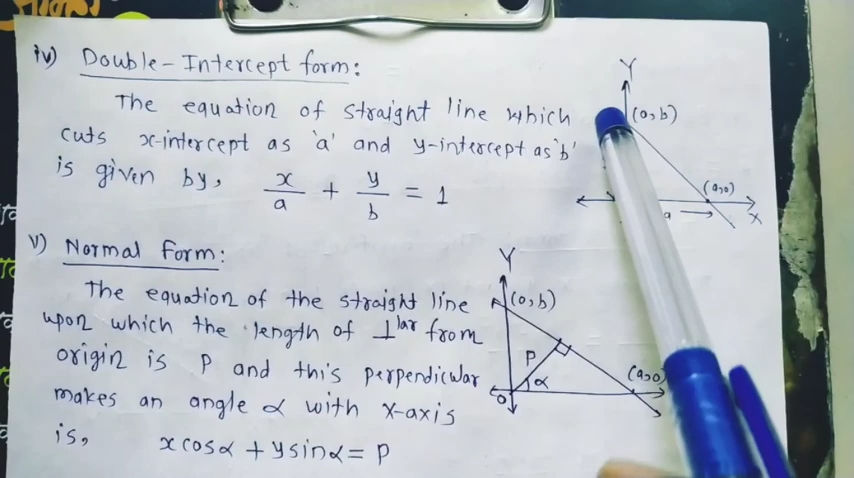 iv) Double-Intercept form:
The equation of straight line which
cuts x-intercept as 'a' and y-intercept as 'b'
is given by, x/a + y/b = 1
Y
(0,b)
(a,0)
a
X
v) Normal Form:
The equation of the straight line
upon which the length of ⊥lar from
origin is P and this perpendicular
makes an angle α with X-axis
is, x cosα + y sinα = P
Y
(0,b)
P
α
(a,0)
O